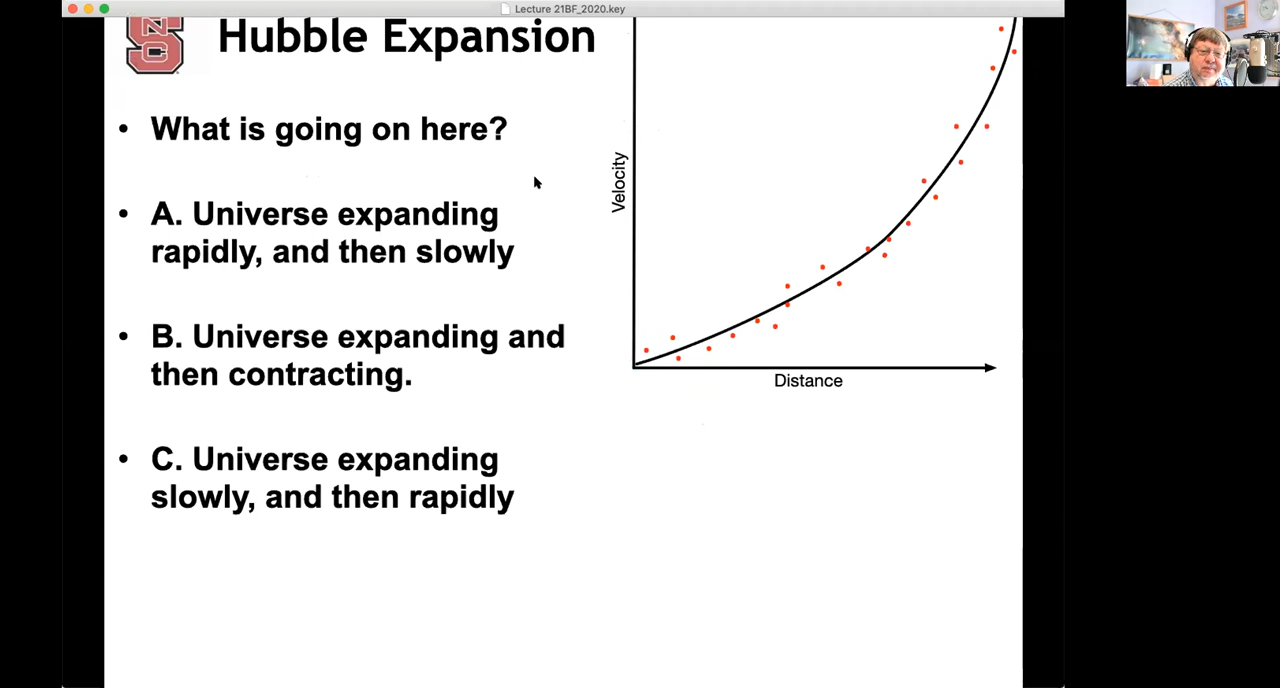 Lecture 21BF_2020.key
NC
S
Hubble Expansion
• What is going on here?
• A. Universe expanding
rapidly, and then slowly
• B. Universe expanding and
then contracting.
• C. Universe expanding
slowly, and then rapidly
Velocity
Distance